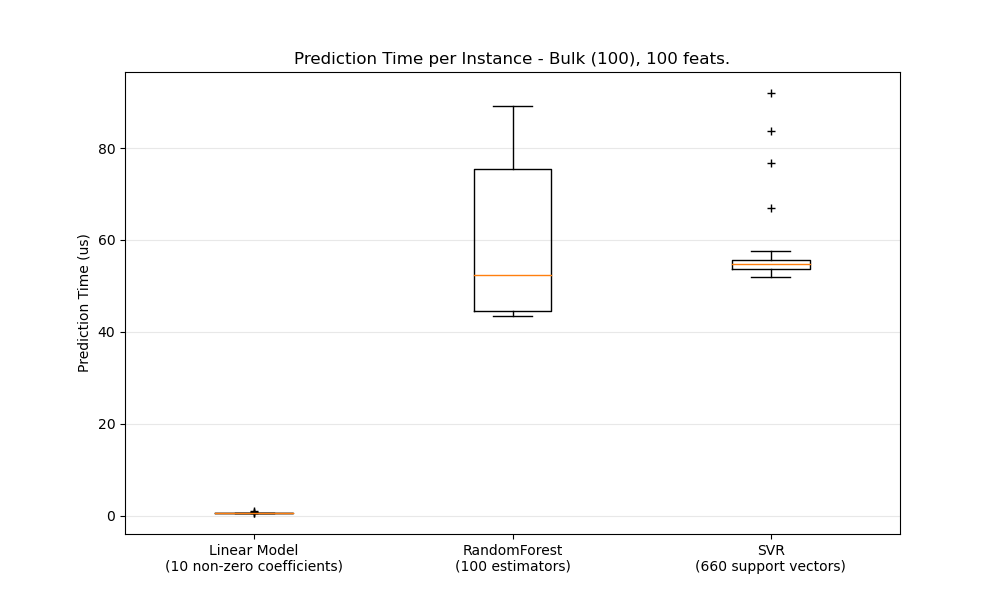 Prediction Time per Instance - Bulk (100), 100 feats.
Prediction Time (us)
80
60
40
20
0
Linear Model
(10 non-zero coefficients)
RandomForest
(100 estimators)
SVR
(660 support vectors)